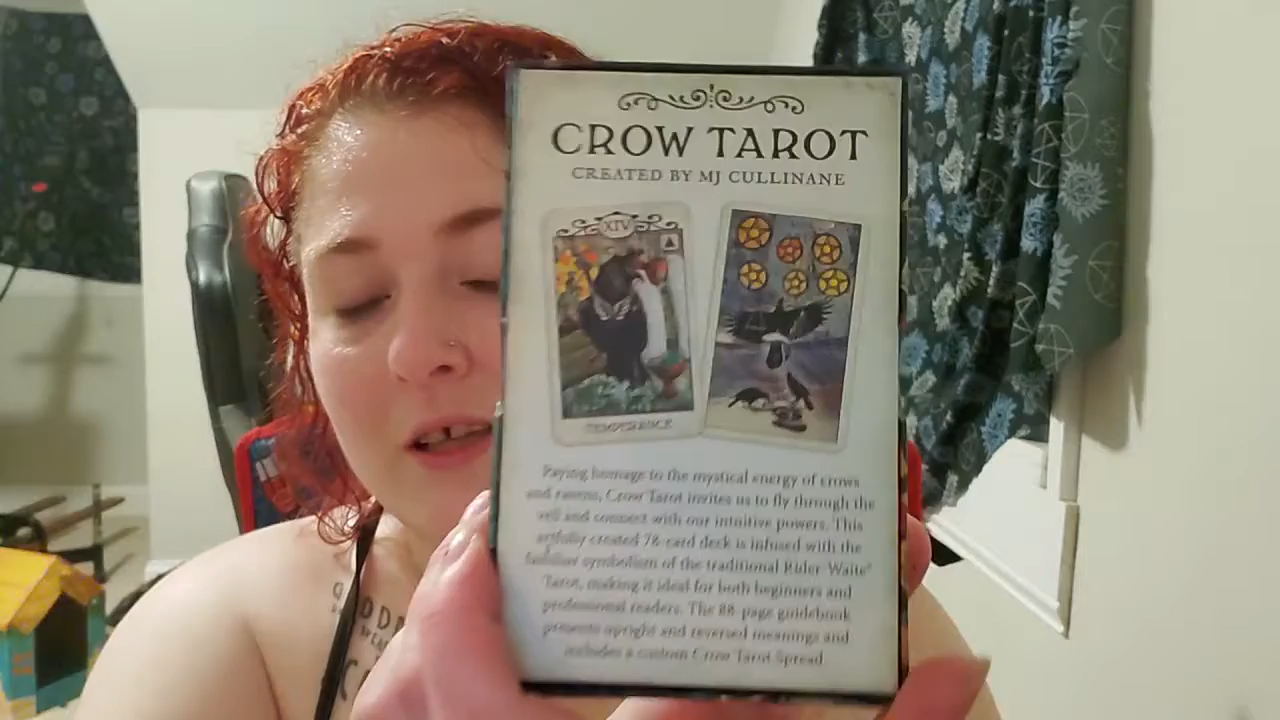 CROW TAROT
CREATED BY MJ CULLINANE
XIV
TEMPERANCE
Paying homage to the mystical energy of crows
and ravens, Crow Tarot invites us to fly through the
veil and connect with our intuitive powers. This
artfully created 78-card deck is infused with the
familiar symbolism of the traditional Rider-Waite®
Tarot, making it ideal for both beginners and
professional readers. The 88-page guidebook
presents upright and reversed meanings and
includes a custom Crow Tarot Spread.